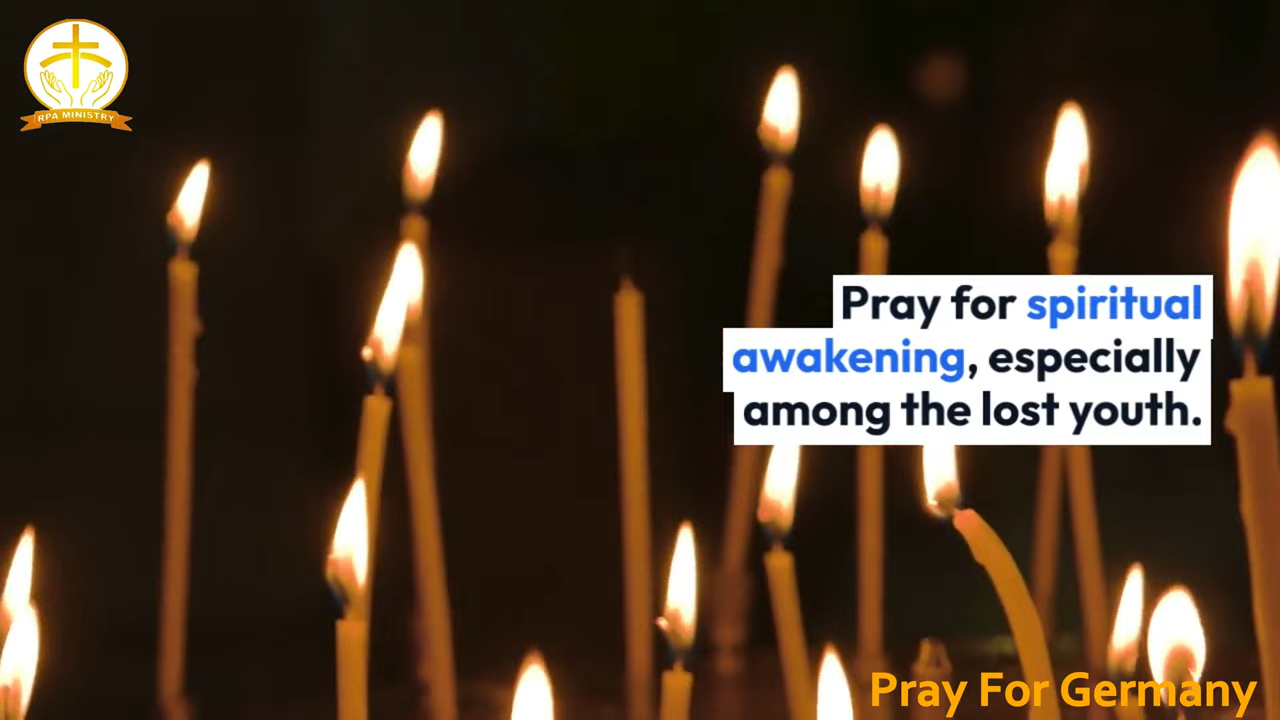 RPA MINISTRY
Pray for spiritual
awakening, especially
among the lost youth.
Pray For Germany